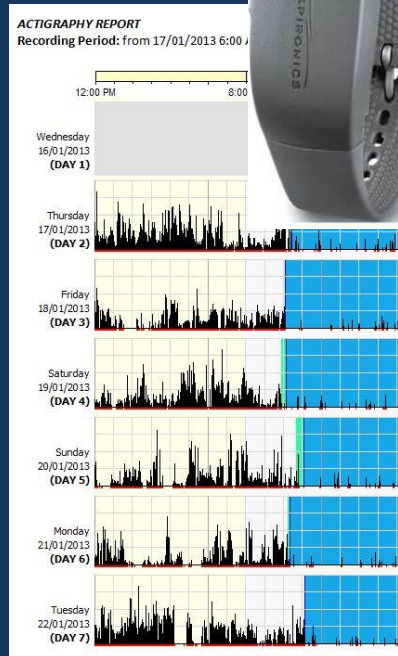 ACTIGRAPHY REPORT
Recording Period: from 17/01/2013 6:00
12:00 PM 8:00
Wednesday
16/01/2013
(DAY 1)
Thursday
17/01/2013
(DAY 2)
Friday
18/01/2013
(DAY 3)
Saturday
19/01/2013
(DAY 4)
Sunday
20/01/2013
(DAY 5)
Monday
21/01/2013
(DAY 6)
Tuesday
22/01/2013
(DAY 7)
SPIRONICS